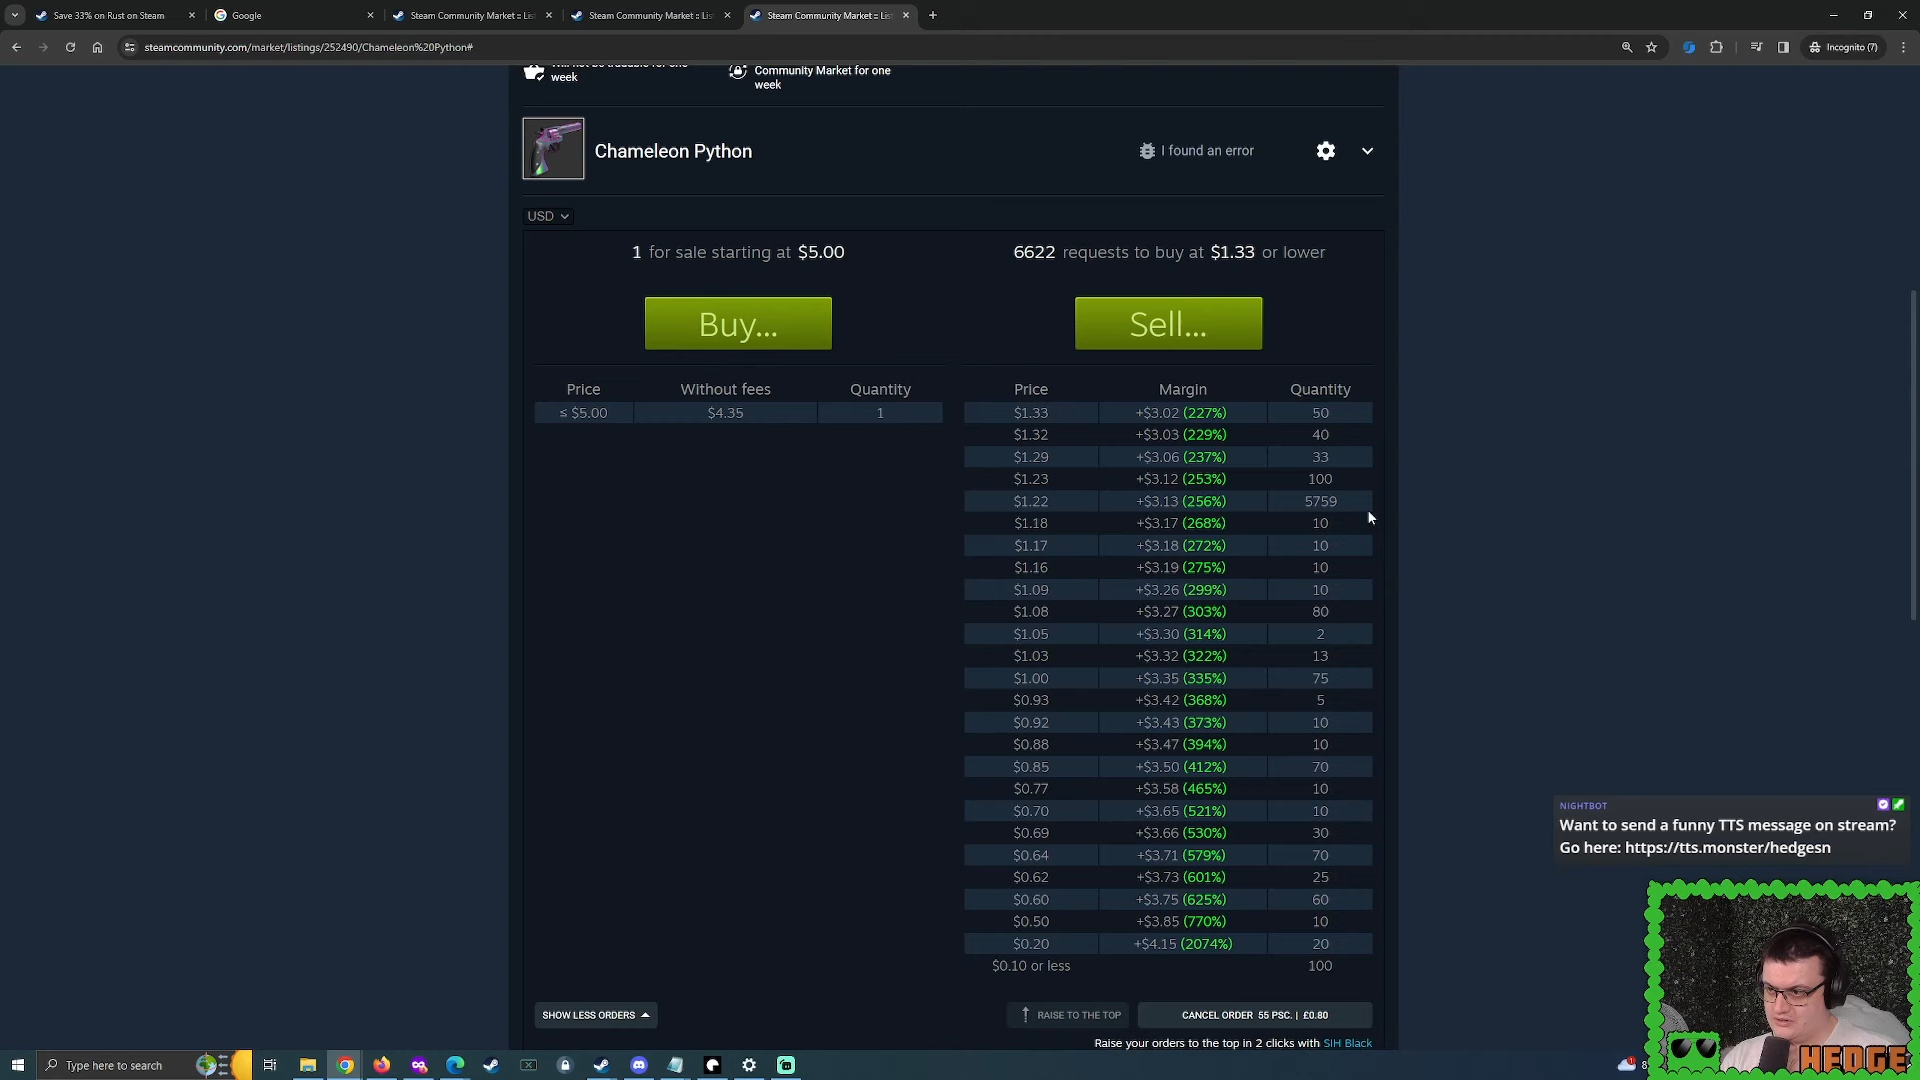 Save 33% on Rust on Steam
Google
Steam Community Market :: Lis
Steam Community Market :: Lis
Steam Community Market :: Lis
steamcommunity.com/market/listings/252490/Chameleon%20Python#
Incognito (7)
week
Community Market for one
week
Chameleon Python
I found an error
USD
1 for sale starting at $5.00
6622 requests to buy at $1.33 or lower
Buy...
Sell...
Price Without fees Quantity
≤ $5.00 $4.35 1
Price Margin Quantity
$1.33 +$3.02 (227%) 50
$1.32 +$3.03 (229%) 40
$1.29 +$3.06 (237%) 33
$1.23 +$3.12 (253%) 100
$1.22 +$3.13 (256%) 5759
$1.18 +$3.17 (268%) 10
$1.17 +$3.18 (272%) 10
$1.16 +$3.19 (275%) 10
$1.09 +$3.26 (299%) 10
$1.08 +$3.27 (303%) 80
$1.05 +$3.30 (314%) 2
$1.03 +$3.32 (322%) 13
$1.00 +$3.35 (335%) 75
$0.93 +$3.42 (368%) 5
$0.92 +$3.43 (373%) 10
$0.88 +$3.47 (394%) 10
$0.85 +$3.50 (412%) 70
$0.77 +$3.58 (465%) 10
$0.70 +$3.65 (521%) 10
$0.69 +$3.66 (530%) 30
$0.64 +$3.71 (579%) 70
$0.62 +$3.73 (601%) 25
$0.60 +$3.75 (625%) 60
$0.50 +$3.85 (770%) 10
$0.20 +$4.15 (2074%) 20
$0.10 or less 100
SHOW LESS ORDERS
RAISE TO THE TOP
CANCEL ORDER 55 PSC. | £0.80
Raise your orders to the top in 2 clicks with SIH Black
NIGHTBOT
Want to send a funny TTS message on stream?
Go here: https://tts.monster/hedgesn
HEDGE
Type here to search